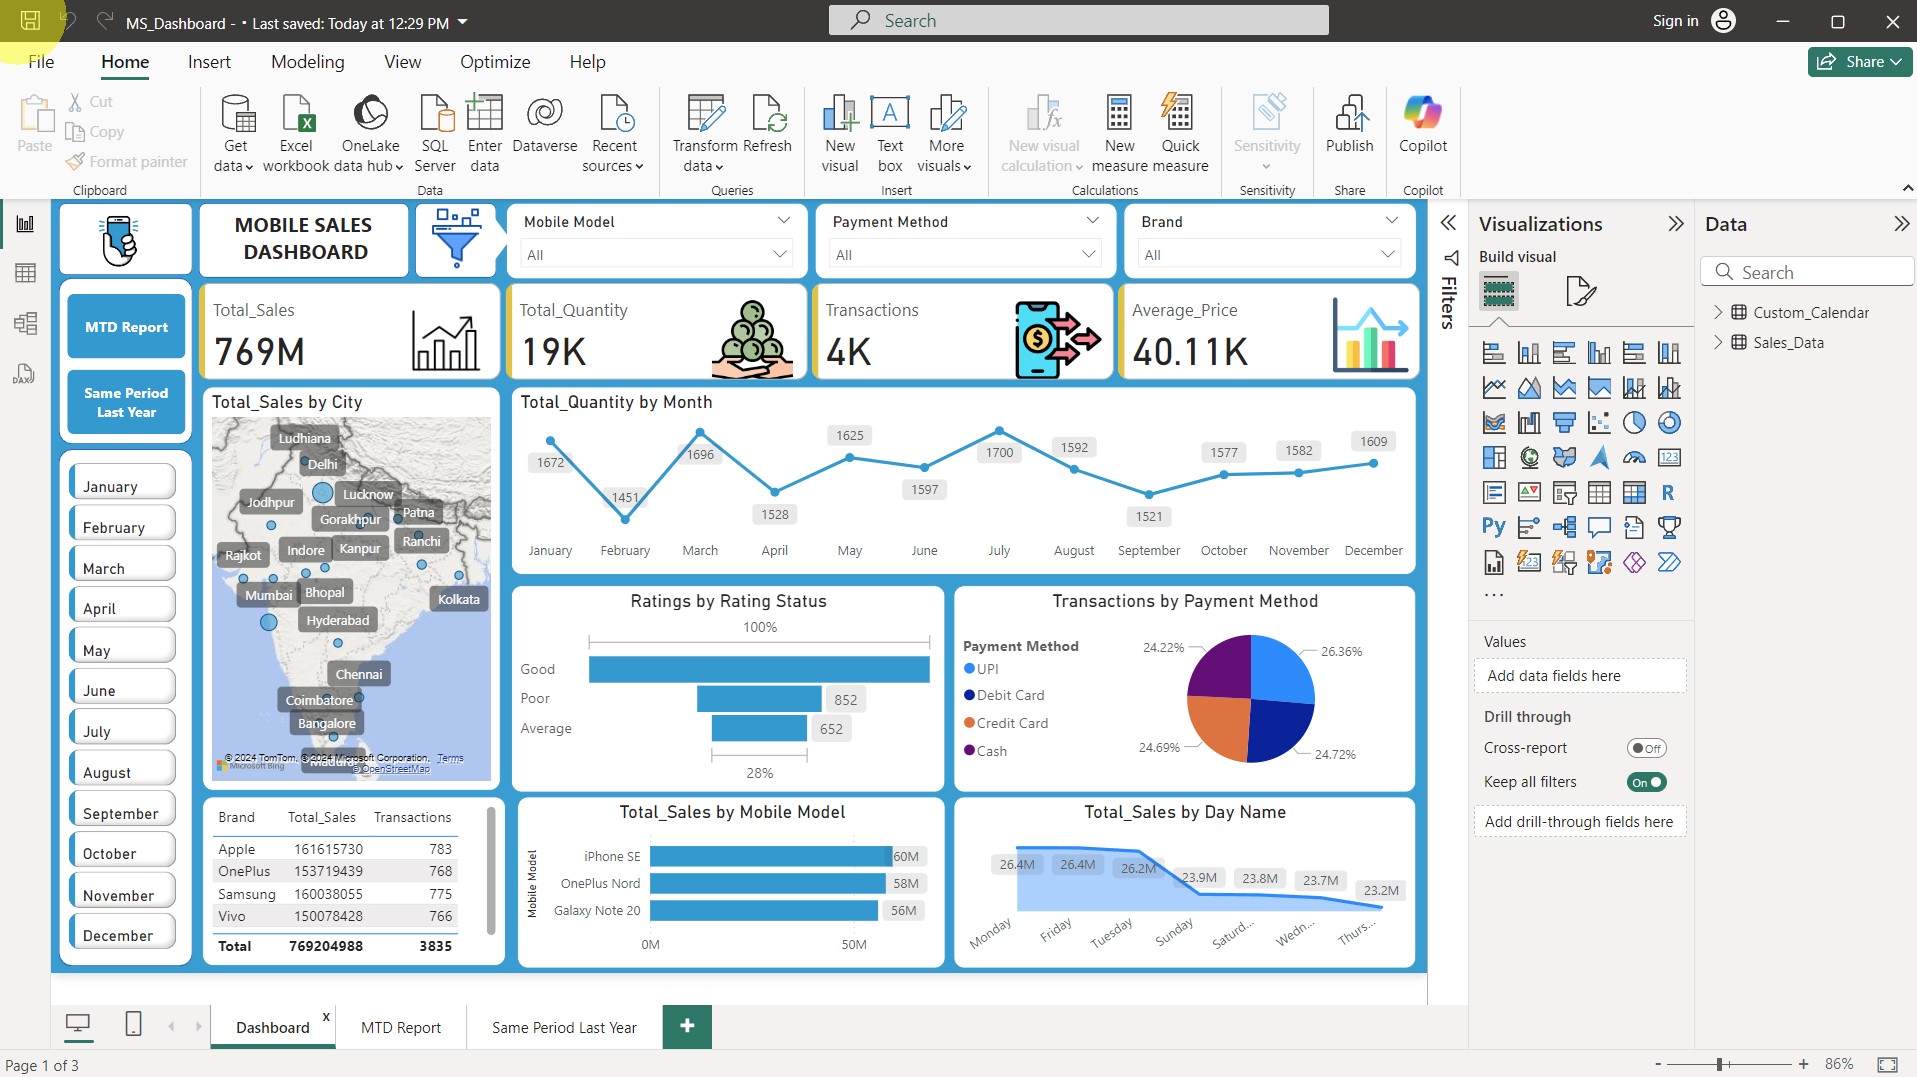 MS_Dashboard - • Last saved: Today at 12:29 PM
Search
Sign in
File
Home
Insert
Modeling
View
Optimize
Help
Share
Paste
Cut
Copy
Format painter
Clipboard
Get data
Excel workbook
OneLake data hub
SQL Server
Enter data
Dataverse
Recent sources
Data
Transform data
Refresh
Queries
New visual
Text box
More visuals
Insert
New visual calculation
New measure
Quick measure
Calculations
Sensitivity
Sensitivity
Publish
Share
Copilot
Copilot
MOBILE SALES
DASHBOARD
Mobile Model
All
Payment Method
All
Brand
All
MTD Report
Same Period
Last Year
Total_Sales
769M
Total_Quantity
19K
Transactions
4K
Average_Price
40.11K
January
February
March
April
May
June
July
August
September
October
November
December
Total_Sales by City
Ludhiana
Delhi
Lucknow
Jodhpur
Gorakhpur
Patna
Ranchi
Rajkot
Indore
Kanpur
Mumbai
Bhopal
Kolkata
Hyderabad
Chennai
Coimbatore
Bangalore
© 2024 TomTom, © 2024 Microsoft Corporation, Terms
Microsoft Bing
© OpenStreetMap
Total_Quantity by Month
1672
1451
1696
1528
1625
1597
1700
1592
1521
1577
1582
1609
January February March April May June July August September October November December
Ratings by Rating Status
100%
Good
Poor
852
Average
652
28%
Transactions by Payment Method
Payment Method
UPI
Debit Card
Credit Card
Cash
24.22%
26.36%
24.69%
24.72%
Brand Total_Sales Transactions
Apple 161615730 783
OnePlus 153719439 768
Samsung 160038055 775
Vivo 150078428 766
Total 769204988 3835
Total_Sales by Mobile Model
Mobile Model
iPhone SE
60M
OnePlus Nord
58M
Galaxy Note 20
56M
0M
50M
Total_Sales by Day Name
26.4M
26.4M
26.2M
23.9M
23.8M
23.7M
23.2M
Monday Friday Tuesday Sunday Saturd... Wedn... Thurs...
Filters
Visualizations
Build visual
123
R
Py
123
...
Values
Add data fields here
Drill through
Cross-report
Off
Keep all filters
On
Add drill-through fields here
Data
Search
Custom_Calendar
Sales_Data
DAX
Dashboard
x
MTD Report
Same Period Last Year
+
Page 1 of 3
- + 86%